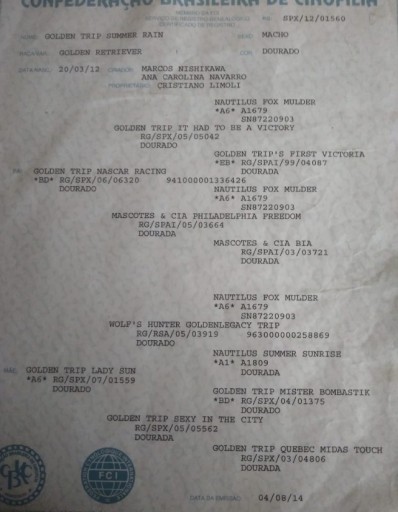 CONFEDERAÇÃO BRASILEIRA DE CINOFILIA
SPX/12/01560
NOME GOLDEN TRIP SUMMER RAIN SEXO MACHO
RAÇA GOLDEN RETRIEVER COR DOURADO
DATA NASC. 20/03/12 CRIADOR MARCOS NISHIKAWA
ANA CAROLINA NAVARRO
PROPRIETÁRIO CRISTIANO LIMOLI
NAUTILUS FOX MULDER
*A6* A1679
SN87220903
GOLDEN TRIP IT HAD TO BE A VICTORY
RG/SPX/05/05042
DOURADO
GOLDEN TRIP'S FIRST VICTORIA
*EB* RG/SPAI/99/04087
DOURADA
PAI GOLDEN TRIP NASCAR RACING
*BD* RG/SPX/06/06320 941000001336426
DOURADO
NAUTILUS FOX MULDER
*A6* A1679
SN87220903
MASCOTES & CIA PHILADELPHIA FREEDOM
RG/SPAI/05/03664
DOURADA
MASCOTES & CIA BIA
RG/SPAI/03/03721
DOURADA
NAUTILUS FOX MULDER
*A6* A1679
SN87220903
WOLF'S HUNTER GOLDENLEGACY TRIP
RG/RSA/05/03919 963000000258869
DOURADO
NAUTILUS SUMMER SUNRISE
*A1* A1809
DOURADA
MÃE GOLDEN TRIP LADY SUN
*A6* RG/SPX/07/01559
DOURADO
GOLDEN TRIP MISTER BOMBASTIK
*BD* RG/SPX/04/01375
DOURADO
GOLDEN TRIP SEXY IN THE CITY
RG/SPX/05/05562
DOURADA
GOLDEN TRIP QUEBEC MIDAS TOUCH
RG/SPX/03/04806
DOURADA
CBKC
FCI
DATA DA EMISSÃO 04/08/14